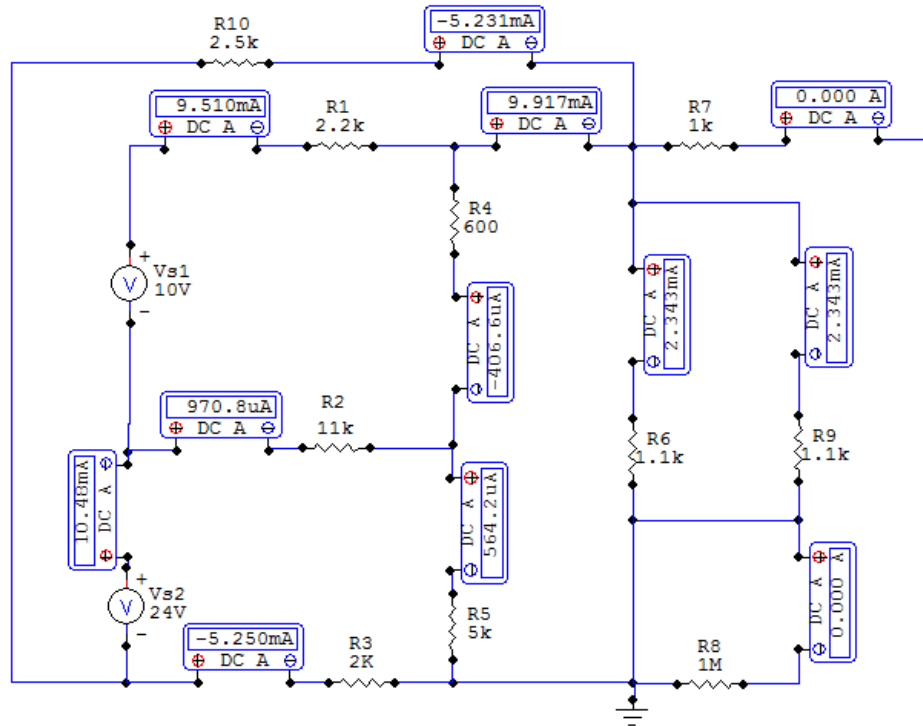 R10
2.5k
-5.231mA
DC A
9.510mA
DC A
R1
2.2k
9.917mA
DC A
R7
1k
0.000 A
DC A
R4
600
+
Vs1
V
10V
-
DC A
-406.6uA
DC A
2.343mA
DC A
2.343mA
970.8uA
DC A
R2
11k
R6
1.1k
R9
1.1k
10.48mA
DC A
DC A
564.2uA
+
Vs2
V
24V
-
DC A
0.000 A
-5.250mA
DC A
R3
2K
R5
5k
R8
1M